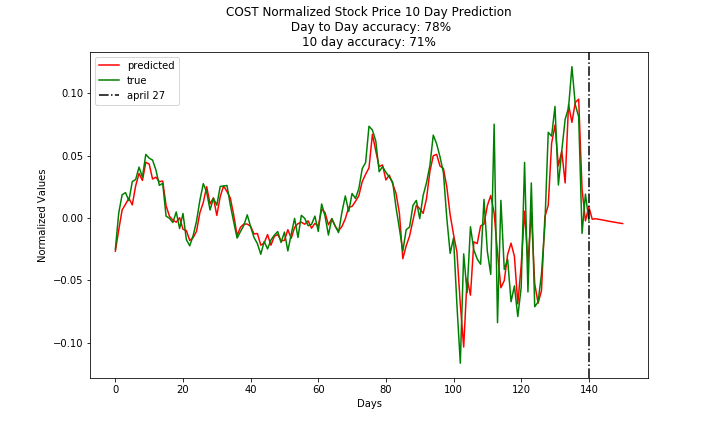 COST Normalized Stock Price 10 Day Prediction
Day to Day accuracy: 78%
10 day accuracy: 71%
predicted
true
april 27
Normalized Values
0.10
0.05
0.00
−0.05
−0.10
0 20 40 60 80 100 120 140
Days